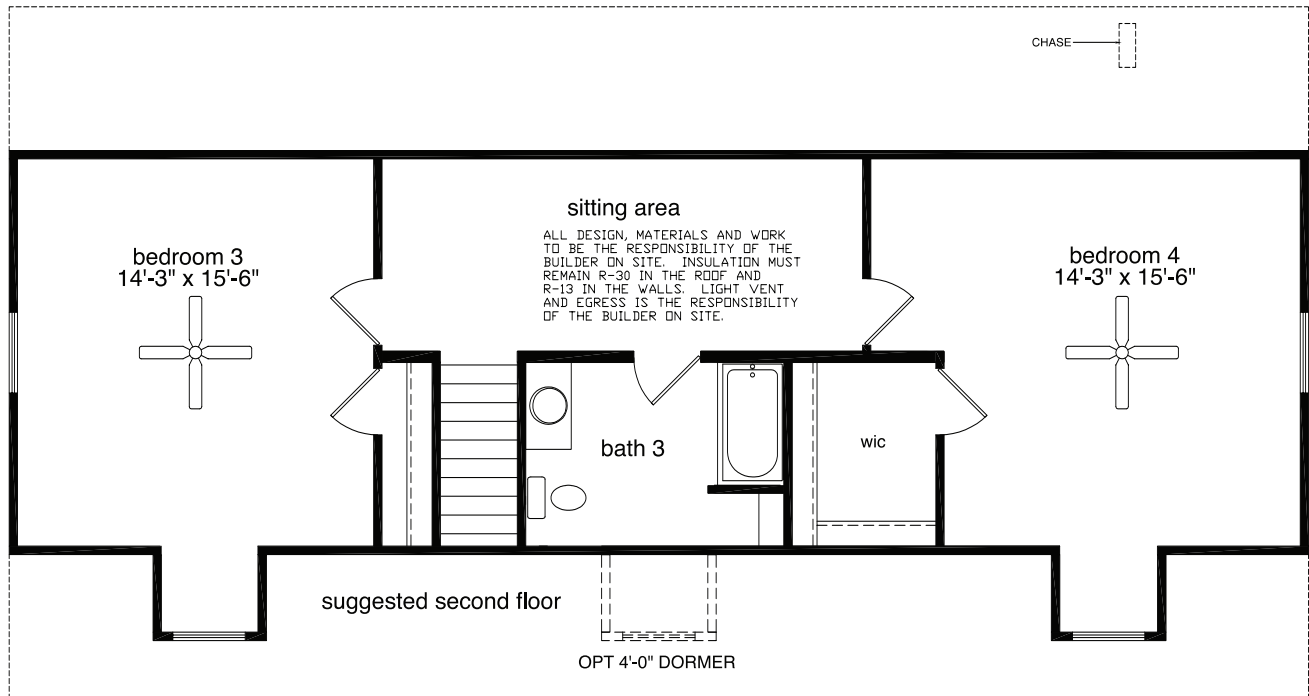 CHASE
sitting area
ALL DESIGN, MATERIALS AND WORK
TO BE THE RESPONSIBILITY OF THE
BUILDER ON SITE. INSULATION MUST
REMAIN R-30 IN THE ROOF AND
R-13 IN THE WALLS. LIGHT VENT
AND EGRESS IS THE RESPONSIBILITY
OF THE BUILDER ON SITE.
bedroom 3
14'-3" x 15'-6"
bedroom 4
14'-3" x 15'-6"
bath 3
wic
suggested second floor
OPT 4'-0" DORMER